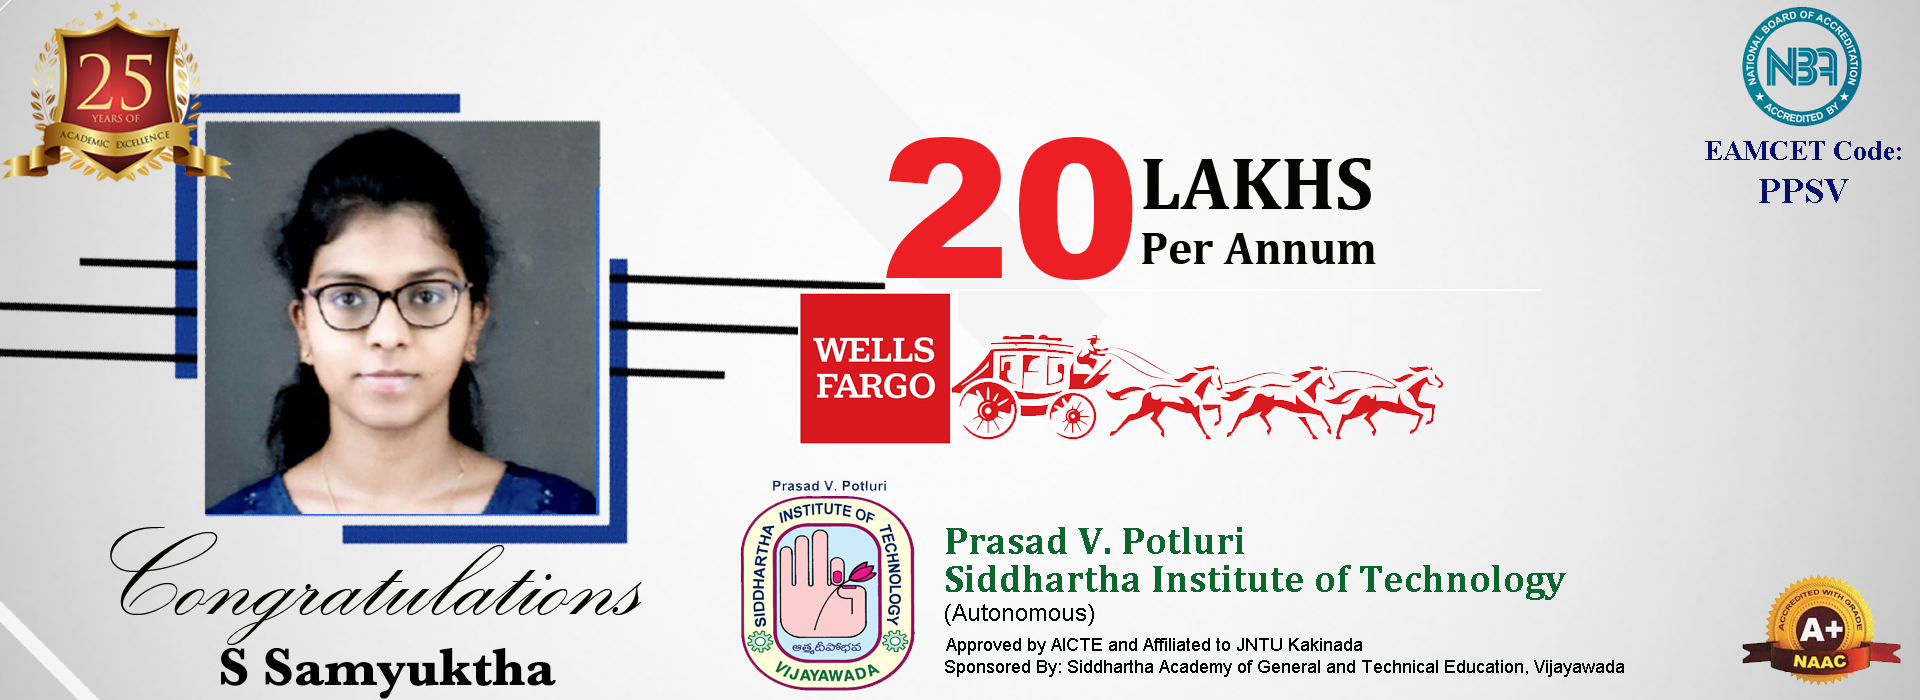 25
YEARS OF
ACADEMIC EXCELLENCE
NATIONAL BOARD OF ACCREDITATION
NBA
ACCREDITED BY
EAMCET Code:
PPSV
20 LAKHS
Per Annum
WELLS
FARGO
Congratulations
S Samyuktha
Prasad V. Potluri
SIDDHARTHA INSTITUTE OF TECHNOLOGY
ఆత్మదీపోభవ
VIJAYAWADA
Prasad V. Potluri
Siddhartha Institute of Technology
(Autonomous)
Approved by AICTE and Affiliated to JNTU Kakinada
Sponsored By: Siddhartha Academy of General and Technical Education, Vijayawada
ACCREDITED WITH GRADE
A+
NAAC